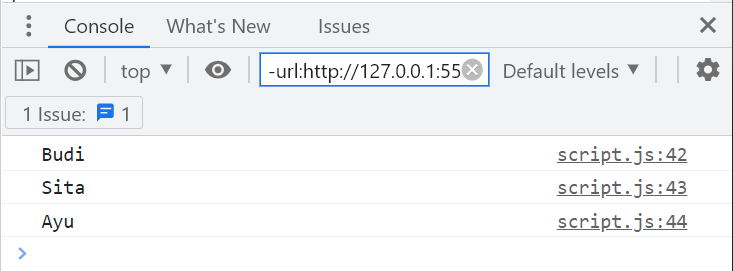 Console What's New Issues
top -url:http://127.0.0.1:55 Default levels
1 Issue: 1
Budi script.js:42
Sita script.js:43
Ayu script.js:44